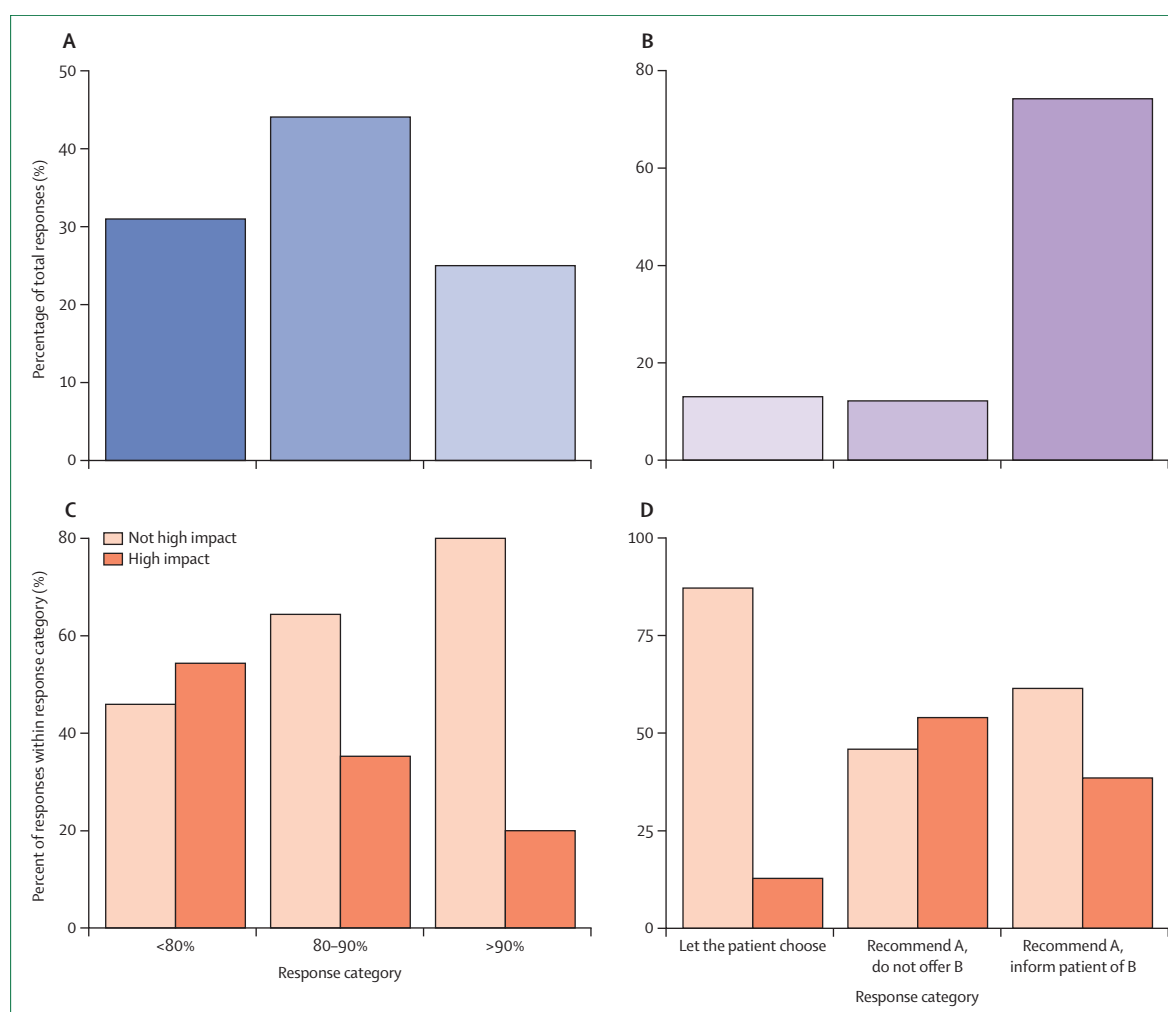 A
50
40
30
20
10
0
Percentage of total responses (%)
B
80
60
40
20
0
C
80
60
40
20
0
Percent of responses within response category (%)
Not high impact
High impact
<80%
80–90%
>90%
Response category
D
100
75
50
25
0
Let the patient choose
Recommend A,
do not offer B
Recommend A,
inform patient of B
Response category